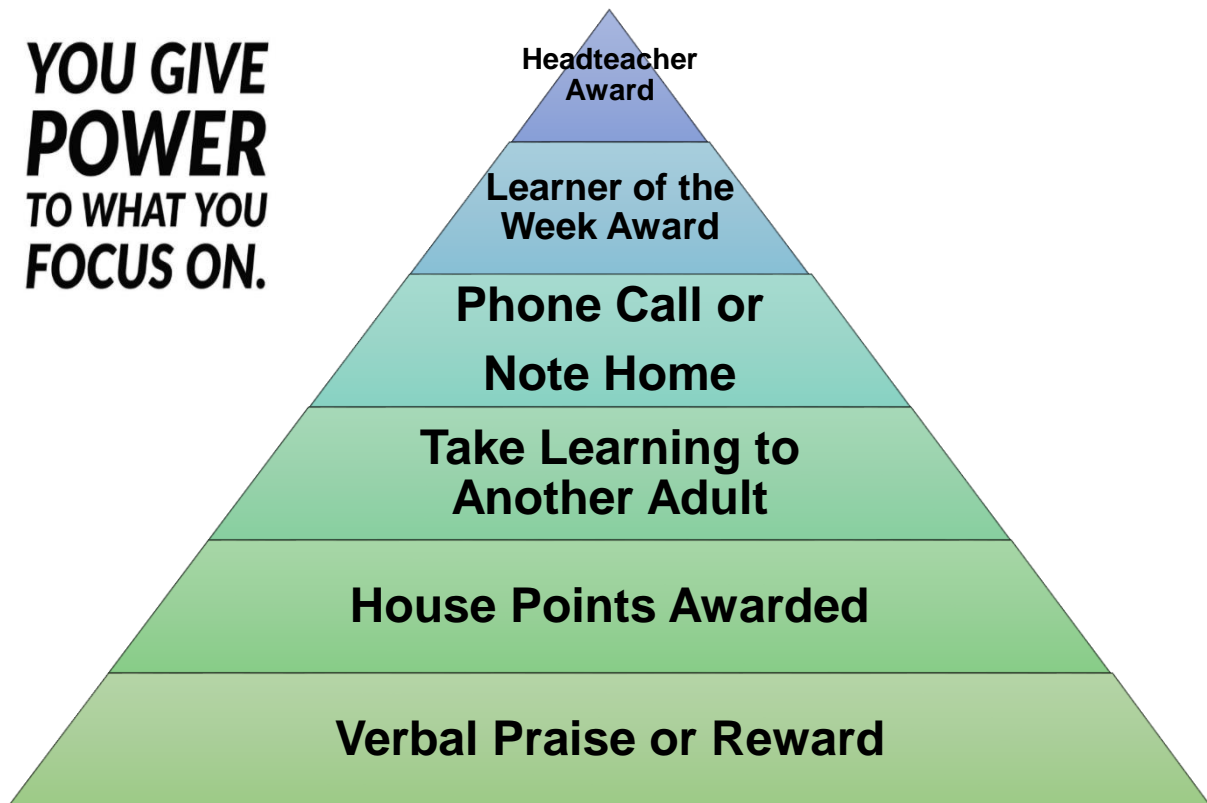 YOU GIVE
POWER
TO WHAT YOU
FOCUS ON.
Headteacher
Award
Learner of the
Week Award
Phone Call or
Note Home
Take Learning to
Another Adult
House Points Awarded
Verbal Praise or Reward